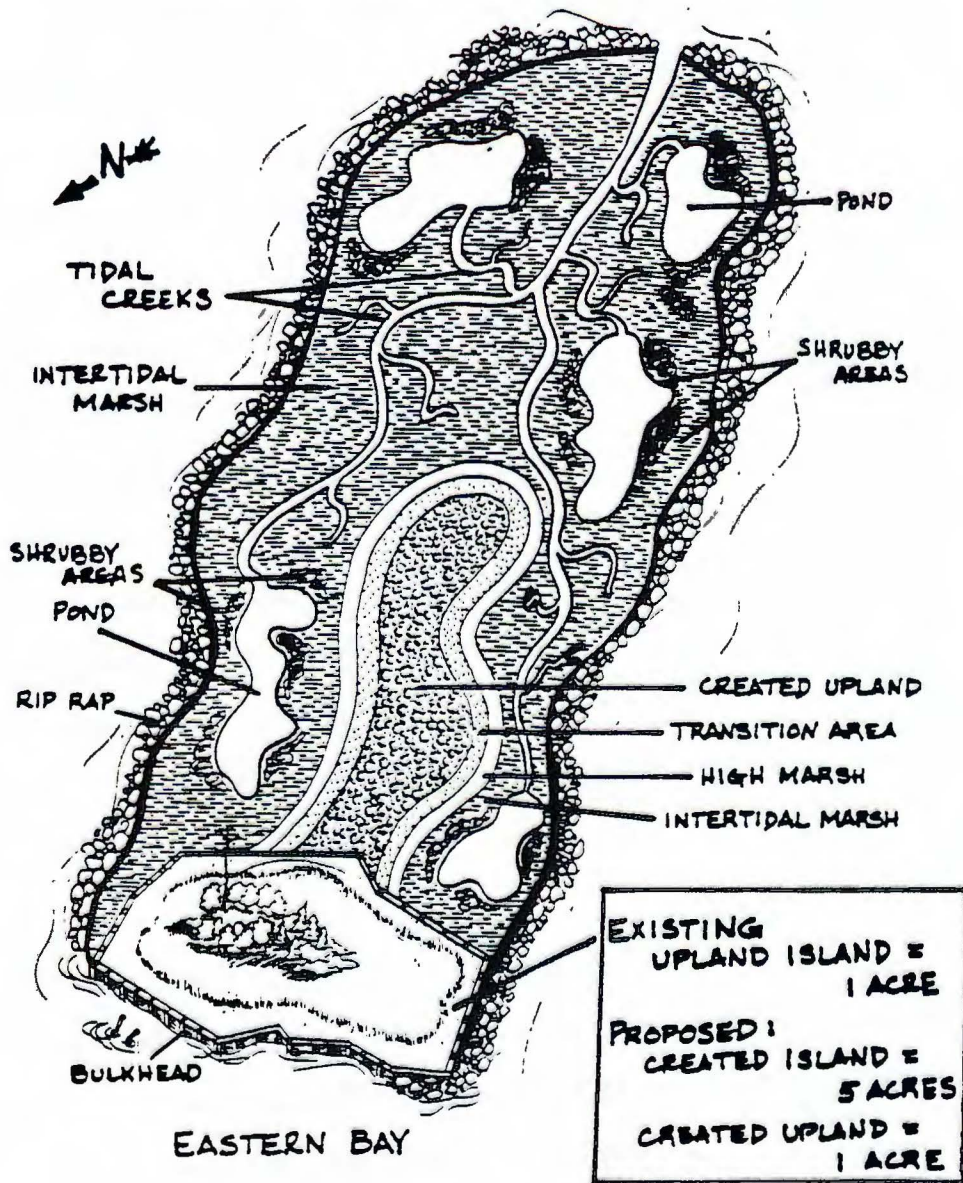 N
POND
TIDAL
CREEKS
INTERTIDAL
MARSH
SHRUBBY
AREAS
SHRUBBY
AREAS
POND
RIP RAP
CREATED UPLAND
TRANSITION AREA
HIGH MARSH
INTERTIDAL MARSH
EXISTING
UPLAND ISLAND =
1 ACRE
PROPOSED:
CREATED ISLAND =
5 ACRES
CREATED UPLAND =
1 ACRE
BULKHEAD
EASTERN BAY